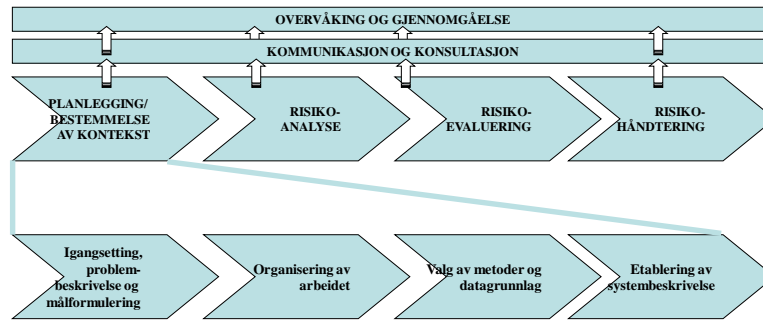 OVERVÅKING OG GJENNOMGÅELSE
KOMMUNIKASJON OG KONSULTASJON
PLANLEGGING/
BESTEMMELSE
AV KONTEKST
RISIKO-
ANALYSE
RISIKO-
EVALUERING
RISIKO-
HÅNDTERING
Igangsetting,
problem-
beskrivelse og
målformulering
Organisering av
arbeidet
Valg av metoder og
datagrunnlag
Etablering av
systembeskrivelse